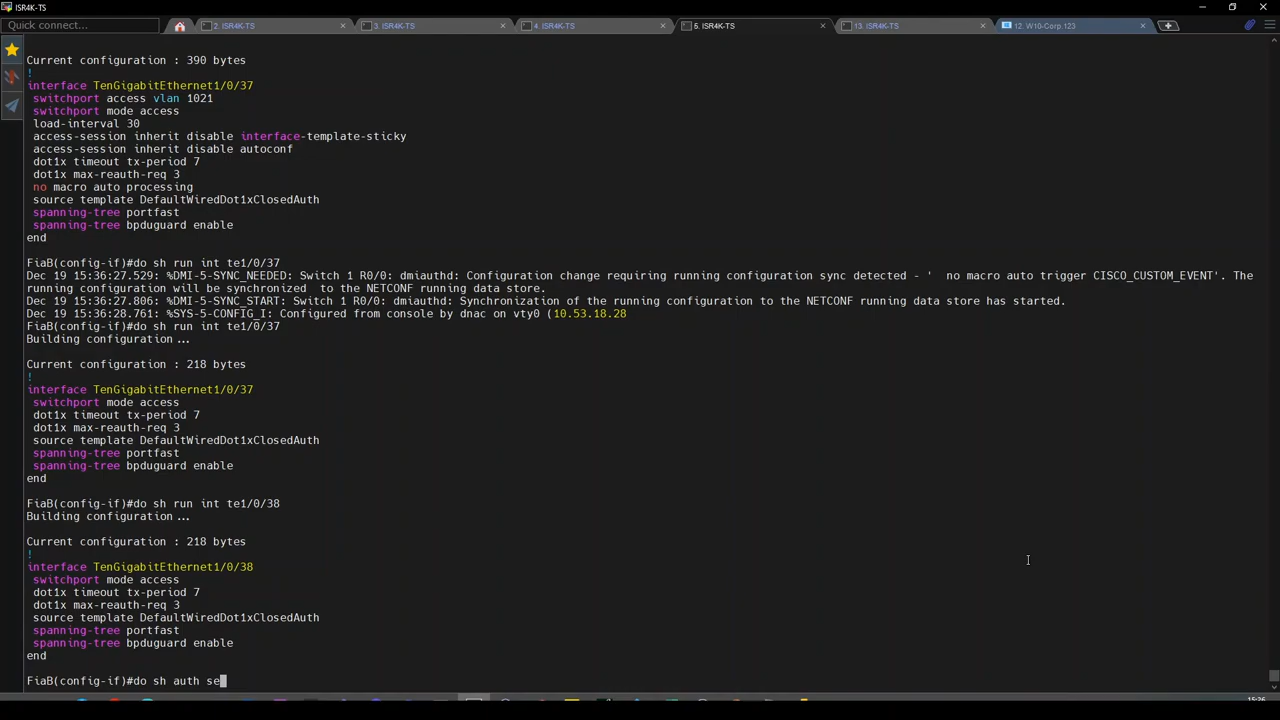 ISR4K-TS
Quick connect...
2. ISR4K-TS
3. ISR4K-TS
4. ISR4K-TS
5. ISR4K-TS
13. ISR4K-TS
12. W10-Corp.123
Current configuration : 390 bytes
!
interface TenGigabitEthernet1/0/37
switchport access vlan 1021
switchport mode access
load-interval 30
access-session inherit disable interface-template-sticky
access-session inherit disable autoconf
dot1x timeout tx-period 7
dot1x max-reauth-req 3
no macro auto processing
source template DefaultWiredDot1xClosedAuth
spanning-tree portfast
spanning-tree bpduguard enable
end
FiaB(config-if)#do sh run int te1/0/37
Dec 19 15:36:27.529: %DMI-5-SYNC_NEEDED: Switch 1 R0/0: dmiauthd: Configuration change requiring running configuration sync detected - '  no macro auto trigger CISCO_CUSTOM_EVENT'. The
running configuration will be synchronized  to the NETCONF running data store.
Dec 19 15:36:27.806: %DMI-5-SYNC_START: Switch 1 R0/0: dmiauthd: Synchronization of the running configuration to the NETCONF running data store has started.
Dec 19 15:36:28.761: %SYS-5-CONFIG_I: Configured from console by dnac on vty0 (10.53.18.28
FiaB(config-if)#do sh run int te1/0/37
Building configuration...
Current configuration : 218 bytes
!
interface TenGigabitEthernet1/0/37
switchport mode access
dot1x timeout tx-period 7
dot1x max-reauth-req 3
source template DefaultWiredDot1xClosedAuth
spanning-tree portfast
spanning-tree bpduguard enable
end
FiaB(config-if)#do sh run int te1/0/38
Building configuration...
Current configuration : 218 bytes
!
interface TenGigabitEthernet1/0/38
switchport mode access
dot1x timeout tx-period 7
dot1x max-reauth-req 3
source template DefaultWiredDot1xClosedAuth
spanning-tree portfast
spanning-tree bpduguard enable
end
FiaB(config-if)#do sh auth se